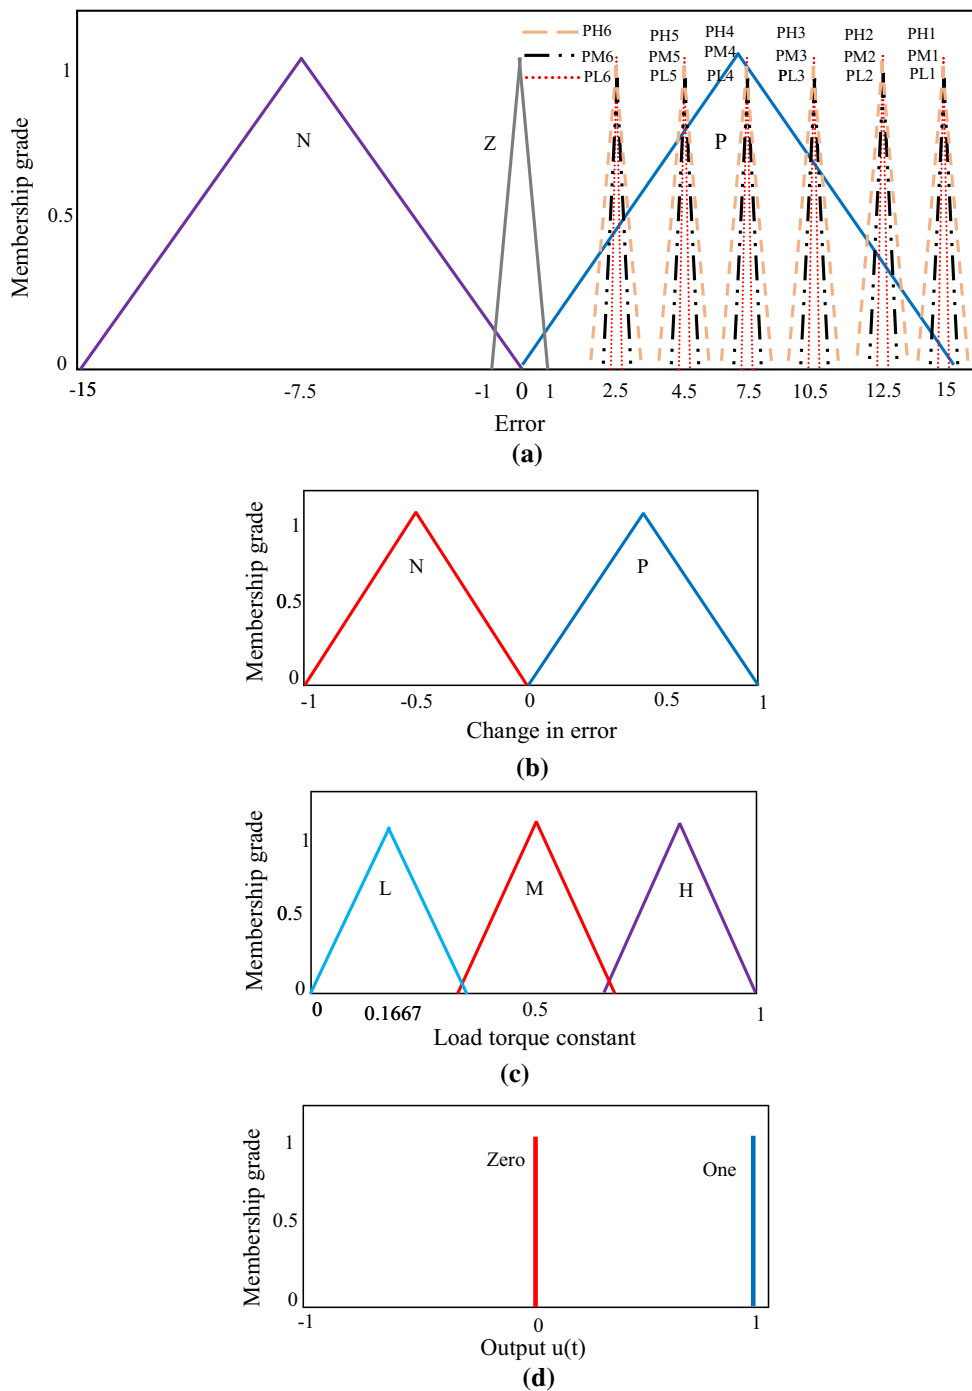 PH6 PH5 PH4 PH3 PH2 PH1
PM6 PM5 PM4 PM3 PM2 PM1
PL6 PL5 PL4 PL3 PL2 PL1
1
0.5
0
Membership grade
N
Z
P
-15 -7.5 -1 0 1 2.5 4.5 7.5 10.5 12.5 15
Error
(a)
1
0.5
0
Membership grade
N
P
-1 -0.5 0 0.5 1
Change in error
(b)
1
0.5
0
Membership grade
L
M
H
0 0.1667 0.5 1
Load torque constant
(c)
1
0.5
0
Membership grade
Zero
One
-1 0 1
Output u(t)
(d)